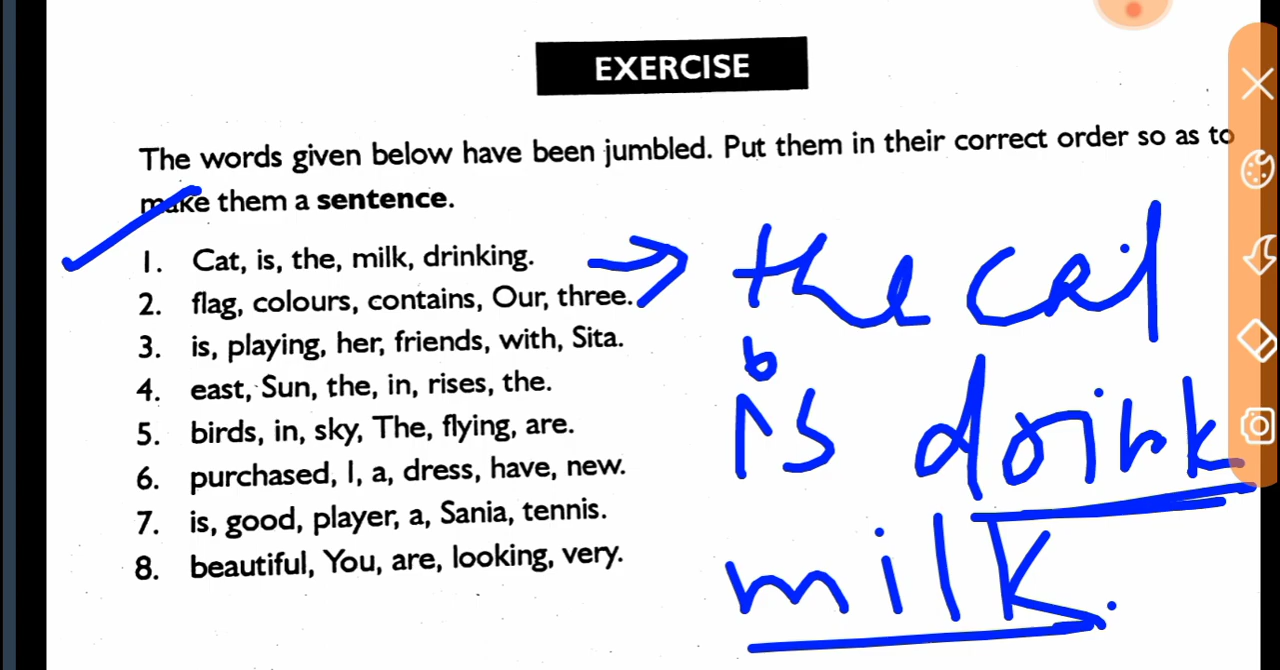 EXERCISE
The words given below have been jumbled. Put them in their correct order so as to
make them a sentence.
1. Cat, is, the, milk, drinking.
2. flag, colours, contains, Our, three.
3. is, playing, her, friends, with, Sita.
4. east, Sun, the, in, rises, the.
5. birds, in, sky, The, flying, are.
6. purchased, I, a, dress, have, new.
7. is, good, player, a, Sania, tennis.
8. beautiful, You, are, looking, very.
the cat
is drink
milk.